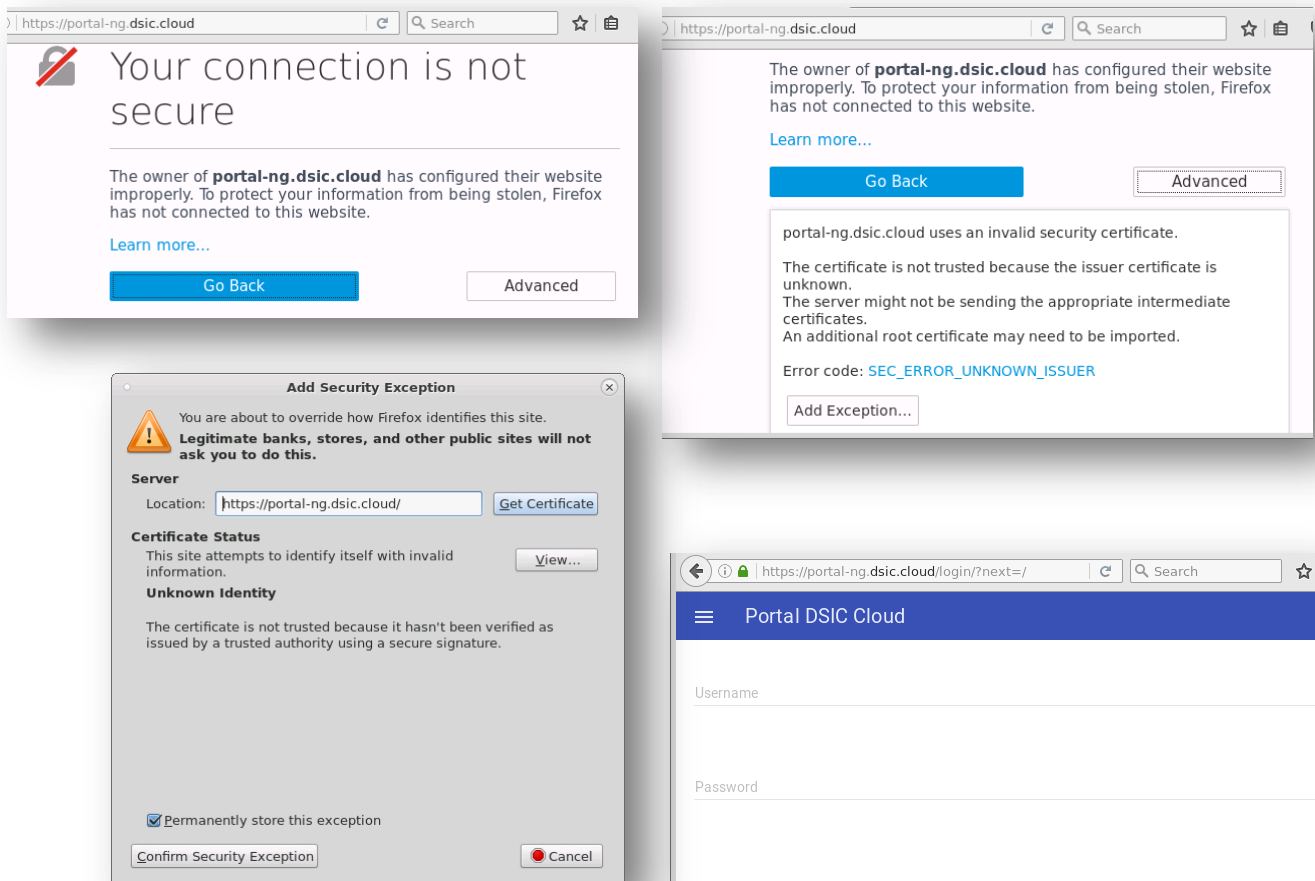 https://portal-ng.dsic.cloud
Search
Your connection is not
secure
The owner of portal-ng.dsic.cloud has configured their website
improperly. To protect your information from being stolen, Firefox
has not connected to this website.
Learn more...
Go Back
Advanced
https://portal-ng.dsic.cloud
Search
The owner of portal-ng.dsic.cloud has configured their website
improperly. To protect your information from being stolen, Firefox
has not connected to this website.
Learn more...
Go Back
Advanced
portal-ng.dsic.cloud uses an invalid security certificate.
The certificate is not trusted because the issuer certificate is
unknown.
The server might not be sending the appropriate intermediate
certificates.
An additional root certificate may need to be imported.
Error code: SEC_ERROR_UNKNOWN_ISSUER
Add Exception...
Add Security Exception
You are about to override how Firefox identifies this site.
Legitimate banks, stores, and other public sites will not
ask you to do this.
Server
Location: https://portal-ng.dsic.cloud/ Get Certificate
Certificate Status
This site attempts to identify itself with invalid
information.
View...
Unknown Identity
The certificate is not trusted because it hasn't been verified as
issued by a trusted authority using a secure signature.
Permanently store this exception
Confirm Security Exception
Cancel
https://portal-ng.dsic.cloud/login/?next=/
Search
Portal DSIC Cloud
Username
Password